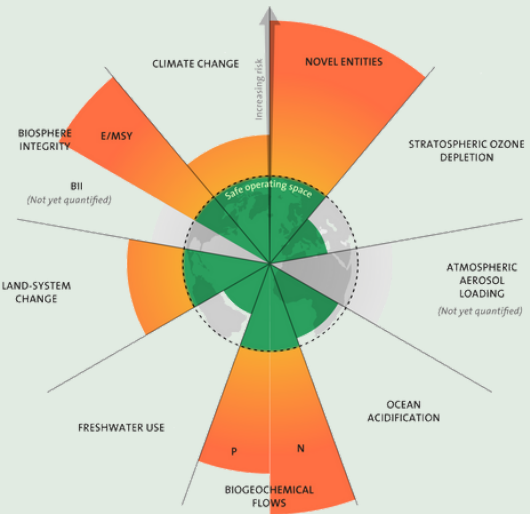 CLIMATE CHANGE
Increasing risk
NOVEL ENTITIES
STRATOSPHERIC OZONE
DEPLETION
ATMOSPHERIC
AEROSOL
LOADING
(Not yet quantified)
OCEAN
ACIDIFICATION
N
P
BIOGEOCHEMICAL
FLOWS
FRESHWATER USE
LAND-SYSTEM
CHANGE
BIOSPHERE
INTEGRITY
E/MSY
BII
(Not yet quantified)
Safe operating space